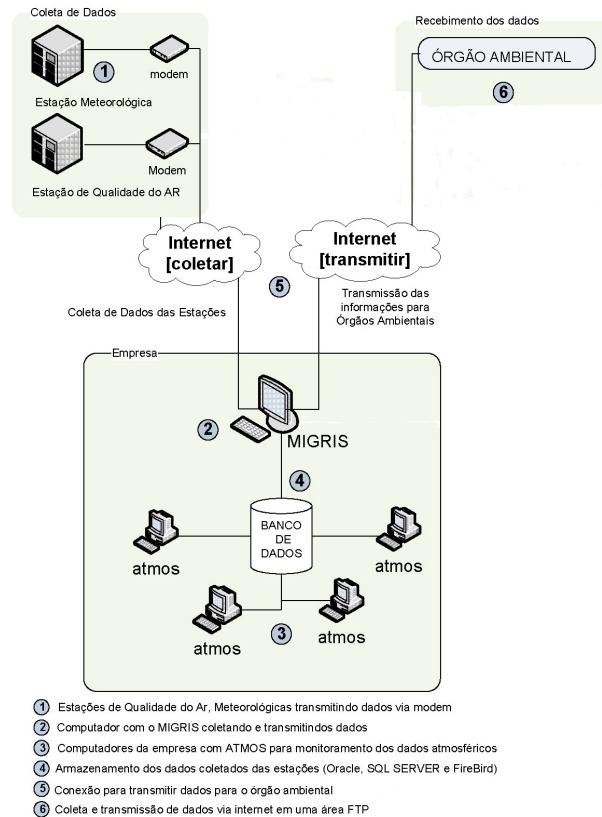 Coleta de Dados
1
modem
Estação Meteorológica
Modem
Estação de Qualidade do AR
Recebimento dos dados
ÓRGÃO AMBIENTAL
6
Internet
[coletar]
Internet
[transmitir]
5
Coleta de Dados das Estações
Transmissão das
informações para
Órgãos Ambientais
Empresa
2
MIGRIS
4
BANCO
DE
DADOS
atmos
atmos
atmos
atmos
3
1 Estações de Qualidade do Ar, Meteorológicas transmitindo dados via modem
2 Computador com o MIGRIS coletando e transmitindos dados
3 Computadores da empresa com ATMOS para monitoramento dos dados atmosféricos
4 Armazenamento dos dados coletados das estações (Oracle, SQL SERVER e FireBird)
5 Conexão para transmitir dados para o órgão ambiental
6 Coleta e transmissão de dados via internet em uma área FTP